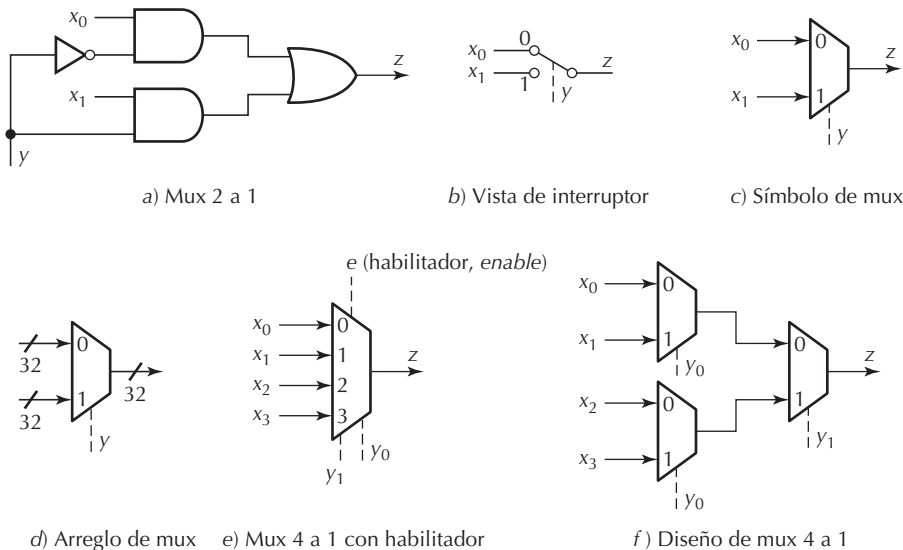 x0
x1
y
z
a) Mux 2 a 1
x0
x1
0
1
y
z
b) Vista de interruptor
x0
x1
0
1
y
z
c) Símbolo de mux
32
32
0
1
32
y
d) Arreglo de mux
e (habilitador, enable)
x0
x1
x2
x3
0
1
2
3
z
y1
y0
e) Mux 4 a 1 con habilitador
x0
x1
0
1
y0
x2
x3
0
1
y0
0
1
y1
z
f ) Diseño de mux 4 a 1